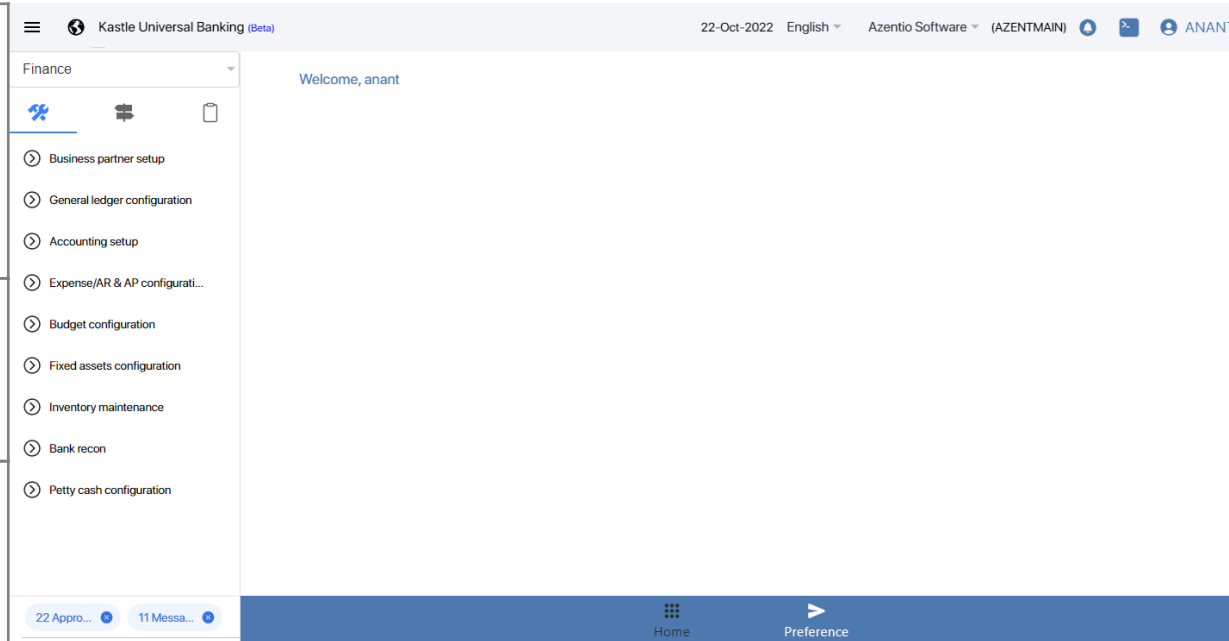 Kastle Universal Banking (Beta)
22-Oct-2022 English Azentio Software (AZENTMAIN) ANANT
Finance
Welcome, anant
Business partner setup
General ledger configuration
Accounting setup
Expense/AR & AP configurati...
Budget configuration
Fixed assets configuration
Inventory maintenance
Bank recon
Petty cash configuration
22 Appro... 11 Messa...
Home Preference